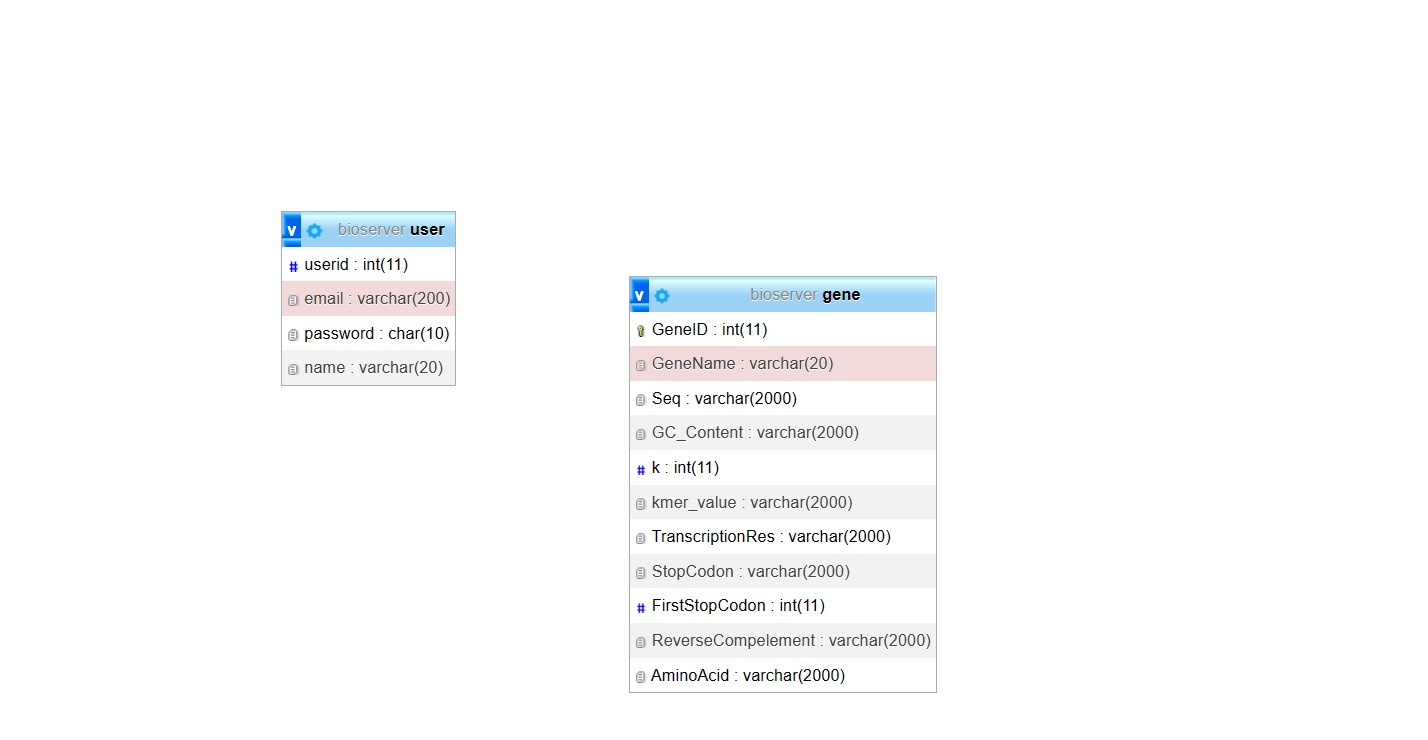 v bioserver user
# userid : int(11)
email : varchar(200)
password : char(10)
name : varchar(20)
v bioserver gene
GeneID : int(11)
GeneName : varchar(20)
Seq : varchar(2000)
GC_Content : varchar(2000)
# k : int(11)
kmer_value : varchar(2000)
TranscriptionRes : varchar(2000)
StopCodon : varchar(2000)
# FirstStopCodon : int(11)
ReverseCompelement : varchar(2000)
AminoAcid : varchar(2000)